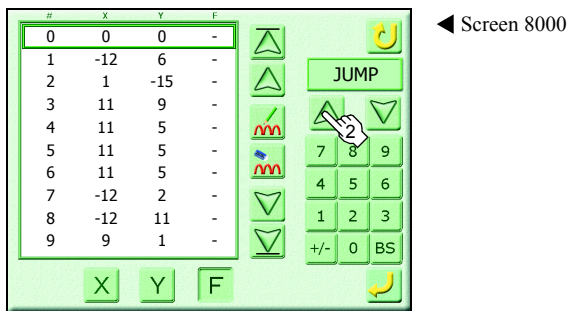 # X Y F
0 0 0 -
1 -12 6 -
2 1 -15 -
3 11 9 -
4 11 5 -
5 11 5 -
6 11 5 -
7 -12 2 -
8 -12 11 -
9 9 1 -
X Y F
JUMP
2
7 8 9
4 5 6
1 2 3
+/- 0 BS
◀ Screen 8000